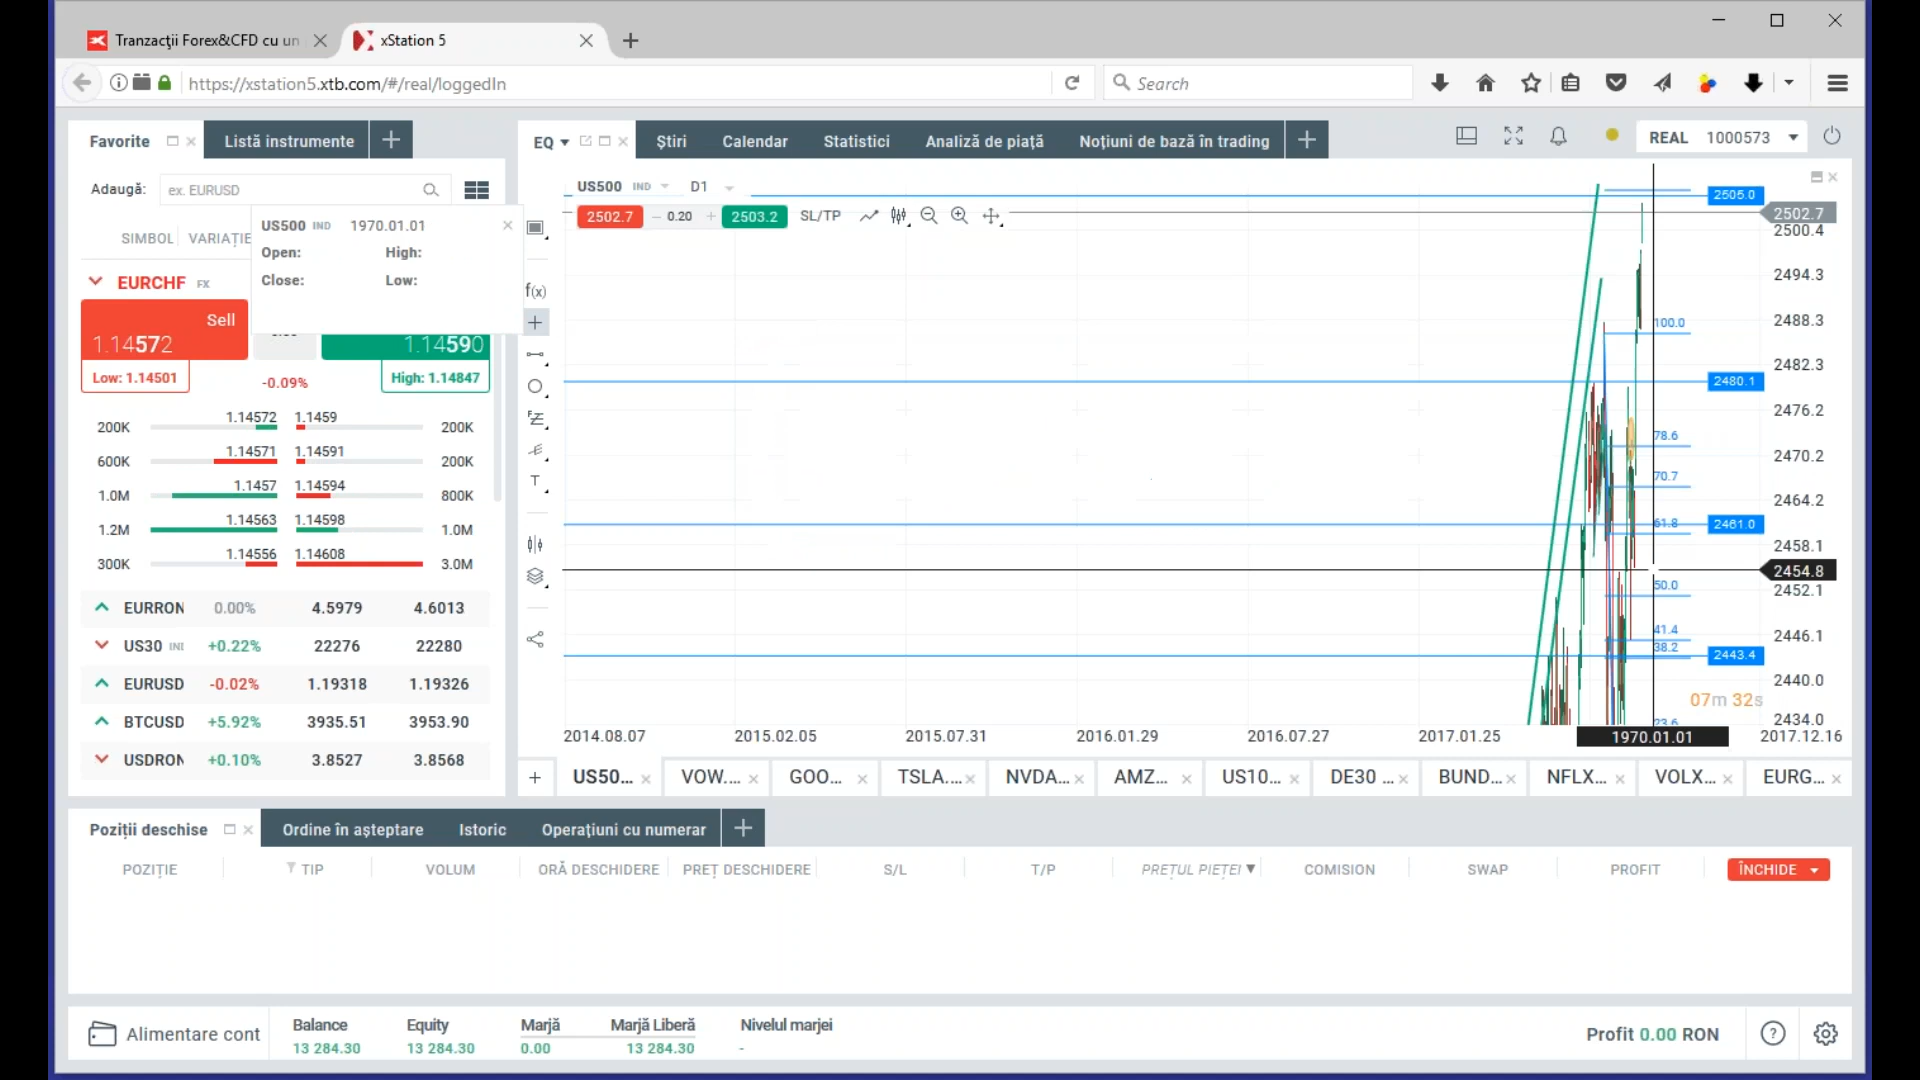 Tranzacţii Forex&CFD cu un
xStation 5
https://xstation5.xtb.com/#/real/loggedIn
Search
Favorite
Listă instrumente
EQ
Știri
Calendar
Statistici
Analiză de piață
Noțiuni de bază în trading
REAL 1000573
Adaugă:
ex. EURUSD
SIMBOL
VARIAȚIE
US500 IND 1970.01.01
Open: High:
Close: Low:
EURCHF FX
Sell
1.14572
1.14590
Low: 1.14501
-0.09%
High: 1.14847
200K 1.14572 1.1459 200K
600K 1.14571 1.14591 200K
1.0M 1.1457 1.14594 800K
1.2M 1.14563 1.14598 1.0M
300K 1.14556 1.14608 3.0M
EURRON 0.00% 4.5979 4.6013
US30 +0.22% 22276 22280
EURUSD -0.02% 1.19318 1.19326
BTCUSD +5.92% 3935.51 3953.90
USDRON +0.10% 3.8527 3.8568
US500 IND D1
2502.7 0.20 2503.2 SL/TP
f(x)
T
2505.0
2502.7
2500.4
2494.3
100.0
2488.3
2482.3
2480.1
2476.2
78.6
2470.2
70.7
2464.2
61.8
2461.0
2458.1
2454.8
50.0
2452.1
41.4
2446.1
38.2
2443.4
2440.0
07m 32s
23.6
2434.0
2014.08.07 2015.02.05 2015.07.31 2016.01.29 2016.07.27 2017.01.25 1970.01.01 2017.12.16
US50... VOW.... GOO... TSLA.... NVDA... AMZ... US10... DE30 ... BUND... NFLX... VOLX... EURG...
Poziții deschise
Ordine în așteptare
Istoric
Operațiuni cu numerar
POZIȚIE TIP VOLUM ORĂ DESCHIDERE PREȚ DESCHIDERE S/L T/P PREȚUL PIEȚEI COMISION SWAP PROFIT ÎNCHIDE
Alimentare cont
Balance Equity Marjă Marjă Liberă Nivelul marjei
13 284.30 13 284.30 0.00 13 284.30 -
Profit 0.00 RON